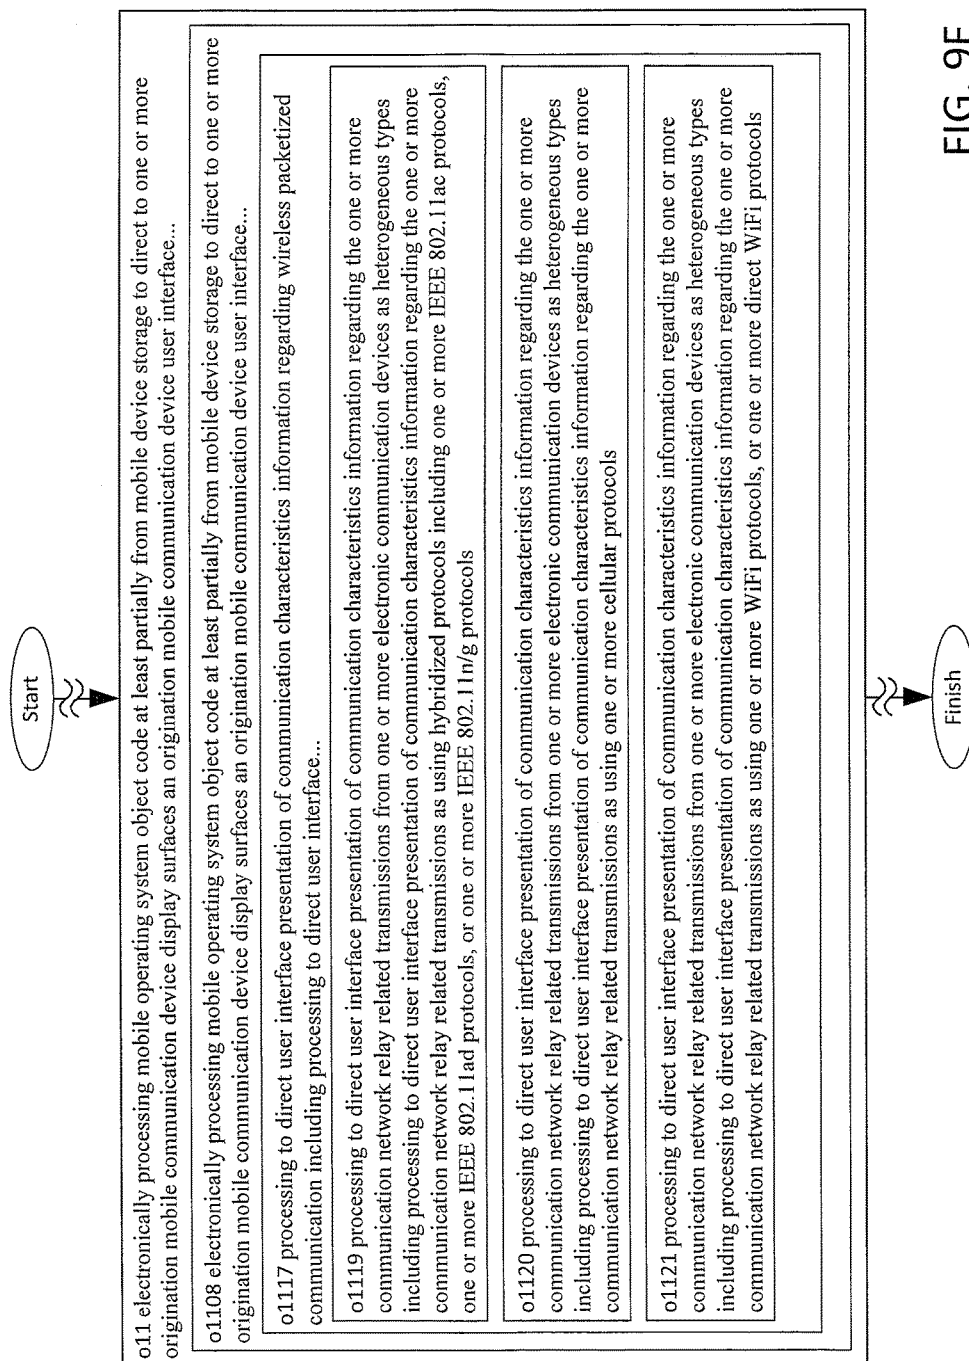 Start
o11 electronically processing mobile operating system object code at least partially from mobile device storage to direct to one or more
origination mobile communication device display surfaces an origination mobile communication device user interface...
o1108 electronically processing mobile operating system object code at least partially from mobile device storage to direct to one or more
origination mobile communication device display surfaces an origination mobile communication device user interface...
o1117 processing to direct user interface presentation of communication characteristics information regarding wireless packetized
communication including processing to direct user interface...
o1119 processing to direct user interface presentation of communication characteristics information regarding the one or more
communication network relay related transmissions from one or more electronic communication devices as heterogeneous types
including processing to direct user interface presentation of communication characteristics information regarding the one or more
communication network relay related transmissions as using hybridized protocols including one or more IEEE 802.11ac protocols,
one or more IEEE 802.11ad protocols, or one or more IEEE 802.11n/g protocols
o1120 processing to direct user interface presentation of communication characteristics information regarding the one or more
communication network relay related transmissions from one or more electronic communication devices as heterogeneous types
including processing to direct user interface presentation of communication characteristics information regarding the one or more
communication network relay related transmissions as using one or more cellular protocols
o1121 processing to direct user interface presentation of communication characteristics information regarding the one or more
communication network relay related transmissions from one or more electronic communication devices as heterogeneous types
including processing to direct user interface presentation of communication characteristics information regarding the one or more
communication network relay related transmissions as using one or more WiFi protocols, or one or more direct WiFi protocols
Finish
FIG.